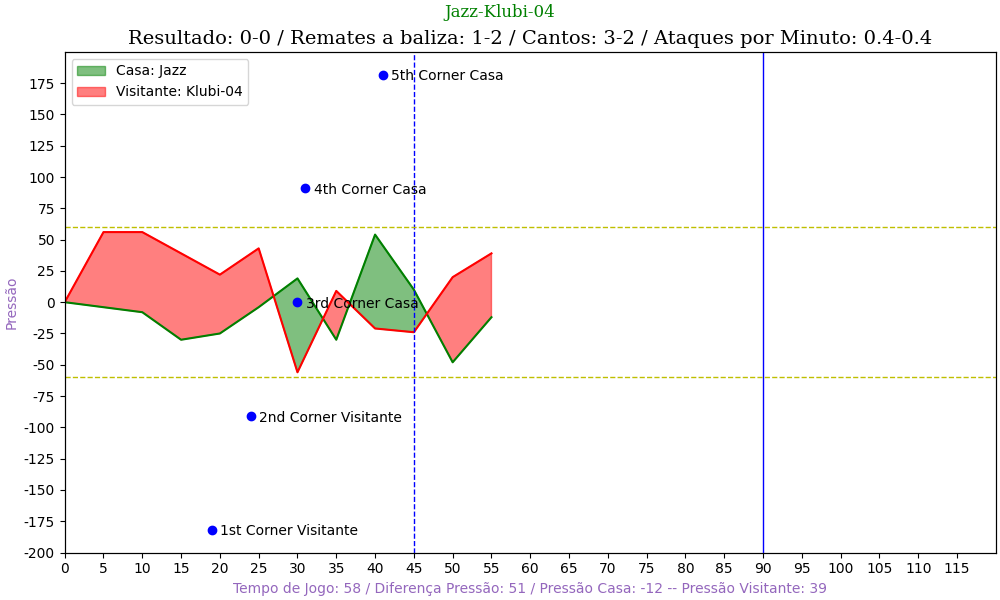 Jazz-Klubi-04
Resultado: 0-0 / Remates a baliza: 1-2 / Cantos: 3-2 / Ataques por Minuto: 0.4-0.4
Casa: Jazz
Visitante: Klubi-04
5th Corner Casa
4th Corner Casa
3rd Corner Casa
2nd Corner Visitante
1st Corner Visitante
Pressão
175
150
125
100
75
50
25
0
-25
-50
-75
-100
-125
-150
-175
-200
0 5 10 15 20 25 30 35 40 45 50 55 60 65 70 75 80 85 90 95 100 105 110 115
Tempo de Jogo: 58 / Diferença Pressão: 51 / Pressão Casa: -12 -- Pressão Visitante: 39